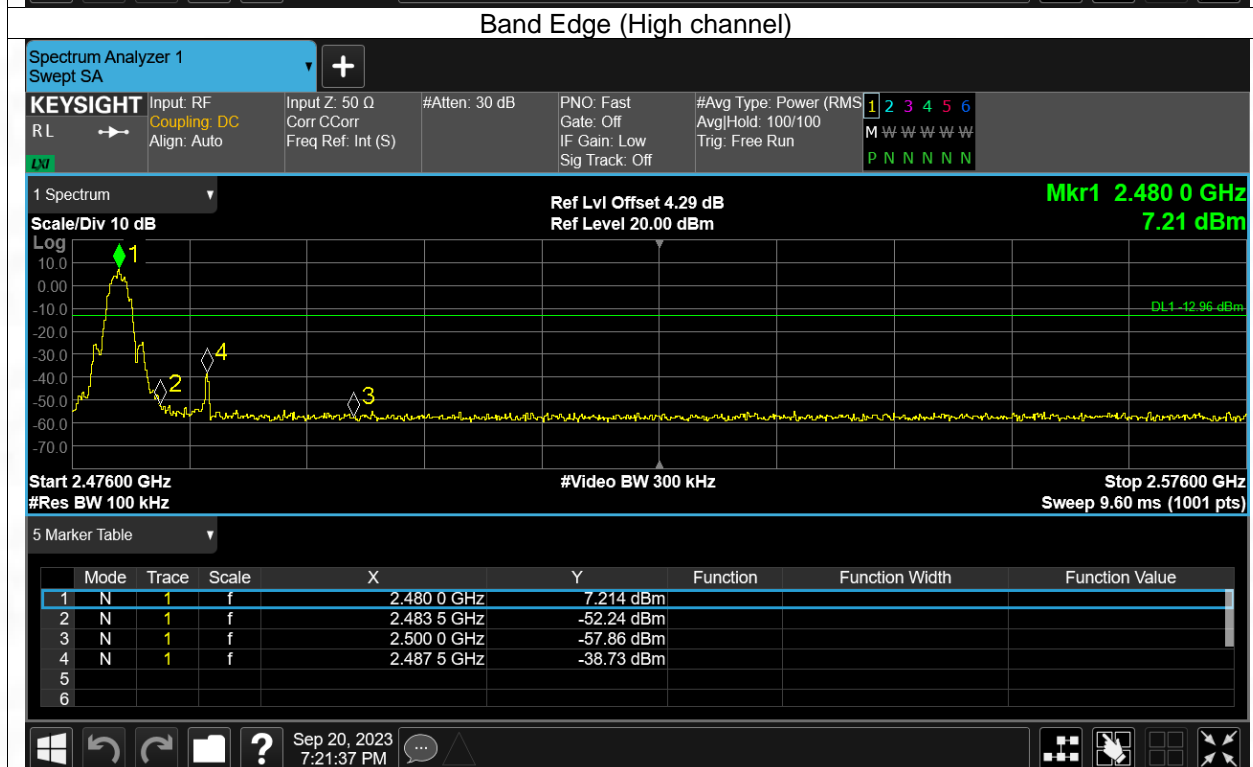 Band Edge (High channel)
Spectrum Analyzer 1
Swept SA
+
KEYSIGHT Input: RF Input Z: 50 Ω #Atten: 30 dB PNO: Fast #Avg Type: Power (RMS 1 2 3 4 5 6
RL Coupling: DC Corr CCorr Gate: Off Avg|Hold: 100/100 M W W W W W
Align: Auto Freq Ref: Int (S) IF Gain: Low Trig: Free Run
LXI Sig Track: Off P N N N N N
1 Spectrum Ref Lvl Offset 4.29 dB Mkr1 2.480 0 GHz
Scale/Div 10 dB Ref Level 20.00 dBm 7.21 dBm
Log
1
10.0
0.00
-10.0 DL1 -12.96 dBm
-20.0
-30.0 4
-40.0 2 3
-50.0
-60.0
-70.0
Start 2.47600 GHz #Video BW 300 kHz Stop 2.57600 GHz
#Res BW 100 kHz Sweep 9.60 ms (1001 pts)
5 Marker Table
Mode Trace Scale X Y Function Function Width Function Value
1 N 1 f 2.480 0 GHz 7.214 dBm
2 N 1 f 2.483 5 GHz -52.24 dBm
3 N 1 f 2.500 0 GHz -57.86 dBm
4 N 1 f 2.487 5 GHz -38.73 dBm
5
6
? Sep 20, 2023
7:21:37 PM